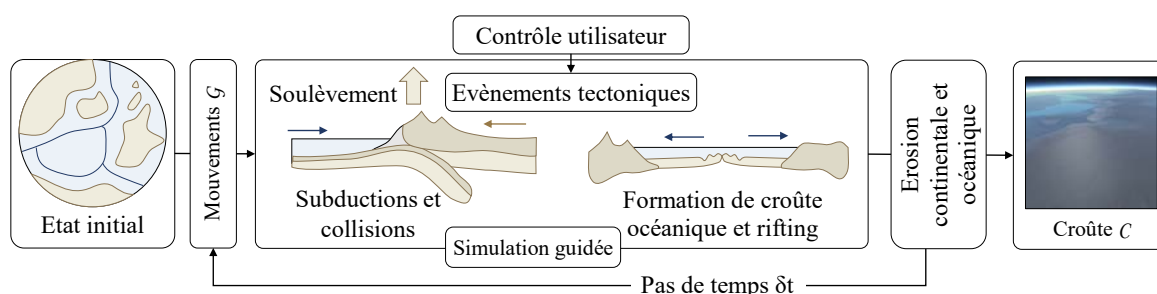 Contrôle utilisateur
Etat initial
Mouvements 𝒢
Evènements tectoniques
Soulèvement
Subductions et
collisions
Formation de croûte
océanique et rifting
Simulation guidée
Erosion
continentale et
océanique
Croûte 𝒞
Pas de temps δt